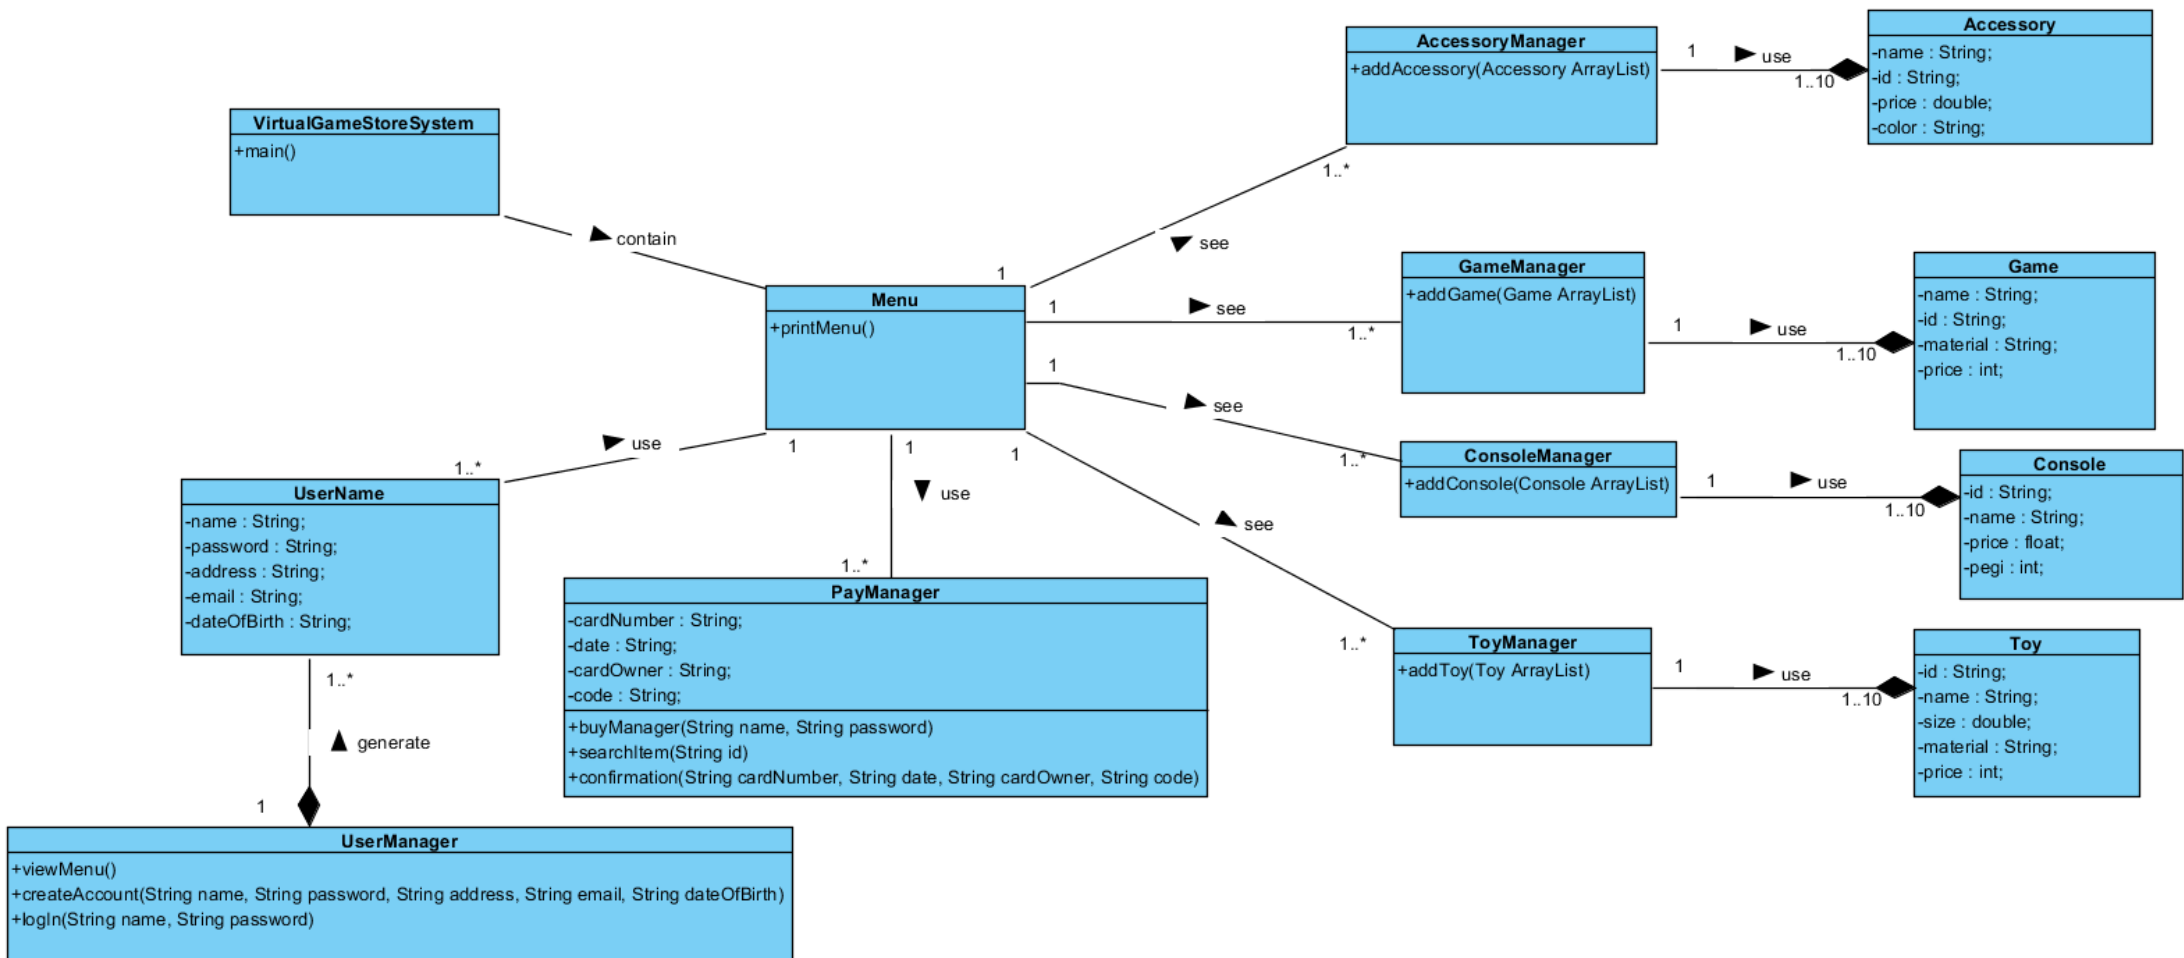 VirtualGameStoreSystem
+main()
contain
Menu
+printMenu()
AccessoryManager
+addAccessory(Accessory ArrayList)
1
use
1..10
Accessory
-name : String;
-id : String;
-price : double;
-color : String;
1
see
1..*
GameManager
+addGame(Game ArrayList)
1
use
1..10
Game
-name : String;
-id : String;
-material : String;
-price : int;
1
see
1..*
ConsoleManager
+addConsole(Console ArrayList)
1
use
1..10
Console
-id : String;
-name : String;
-price : float;
-pegi : int;
1
see
1..*
ToyManager
+addToy(Toy ArrayList)
1
use
1..10
Toy
-id : String;
-name : String;
-size : double;
-material : String;
-price : int;
1
see
1..*
1
use
1..*
UserName
-name : String;
-password : String;
-address : String;
-email : String;
-dateOfBirth : String;
1
use
1..*
PayManager
-cardNumber : String;
-date : String;
-cardOwner : String;
-code : String;
+buyManager(String name, String password)
+searchItem(String id)
+confirmation(String cardNumber, String date, String cardOwner, String code)
1..*
generate
1
UserManager
+viewMenu()
+createAccount(String name, String password, String address, String email, String dateOfBirth)
+logIn(String name, String password)